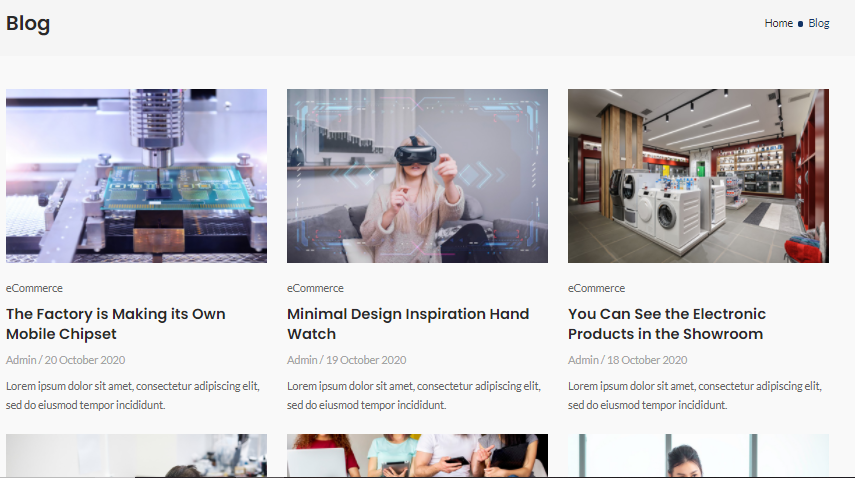 Blog
Home Blog
eCommerce
The Factory is Making its Own
Mobile Chipset
Admin / 20 October 2020
Lorem ipsum dolor sit amet, consectetur adipiscing elit,
sed do eiusmod tempor incididunt.
eCommerce
Minimal Design Inspiration Hand
Watch
Admin / 19 October 2020
Lorem ipsum dolor sit amet, consectetur adipiscing elit,
sed do eiusmod tempor incididunt.
eCommerce
You Can See the Electronic
Products in the Showroom
Admin / 18 October 2020
Lorem ipsum dolor sit amet, consectetur adipiscing elit,
sed do eiusmod tempor incididunt.